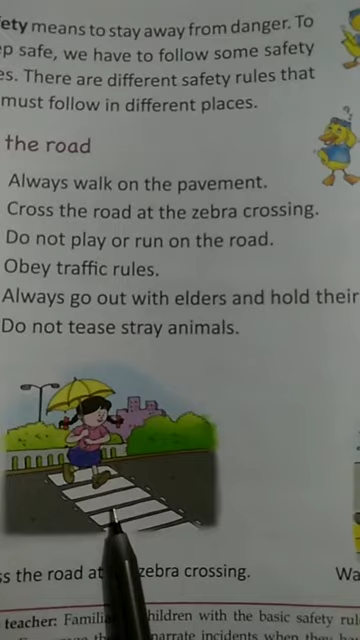 ety means to stay away from danger. To
p safe, we have to follow some safety
es. There are different safety rules that
must follow in different places.
the road
Always walk on the pavement.
Cross the road at the zebra crossing.
Do not play or run on the road.
Obey traffic rules.
Always go out with elders and hold their
Do not tease stray animals.
ss the road at zebra crossing.
Wa
teacher: Famili hildren with the basic safety rul
arrate incidents when